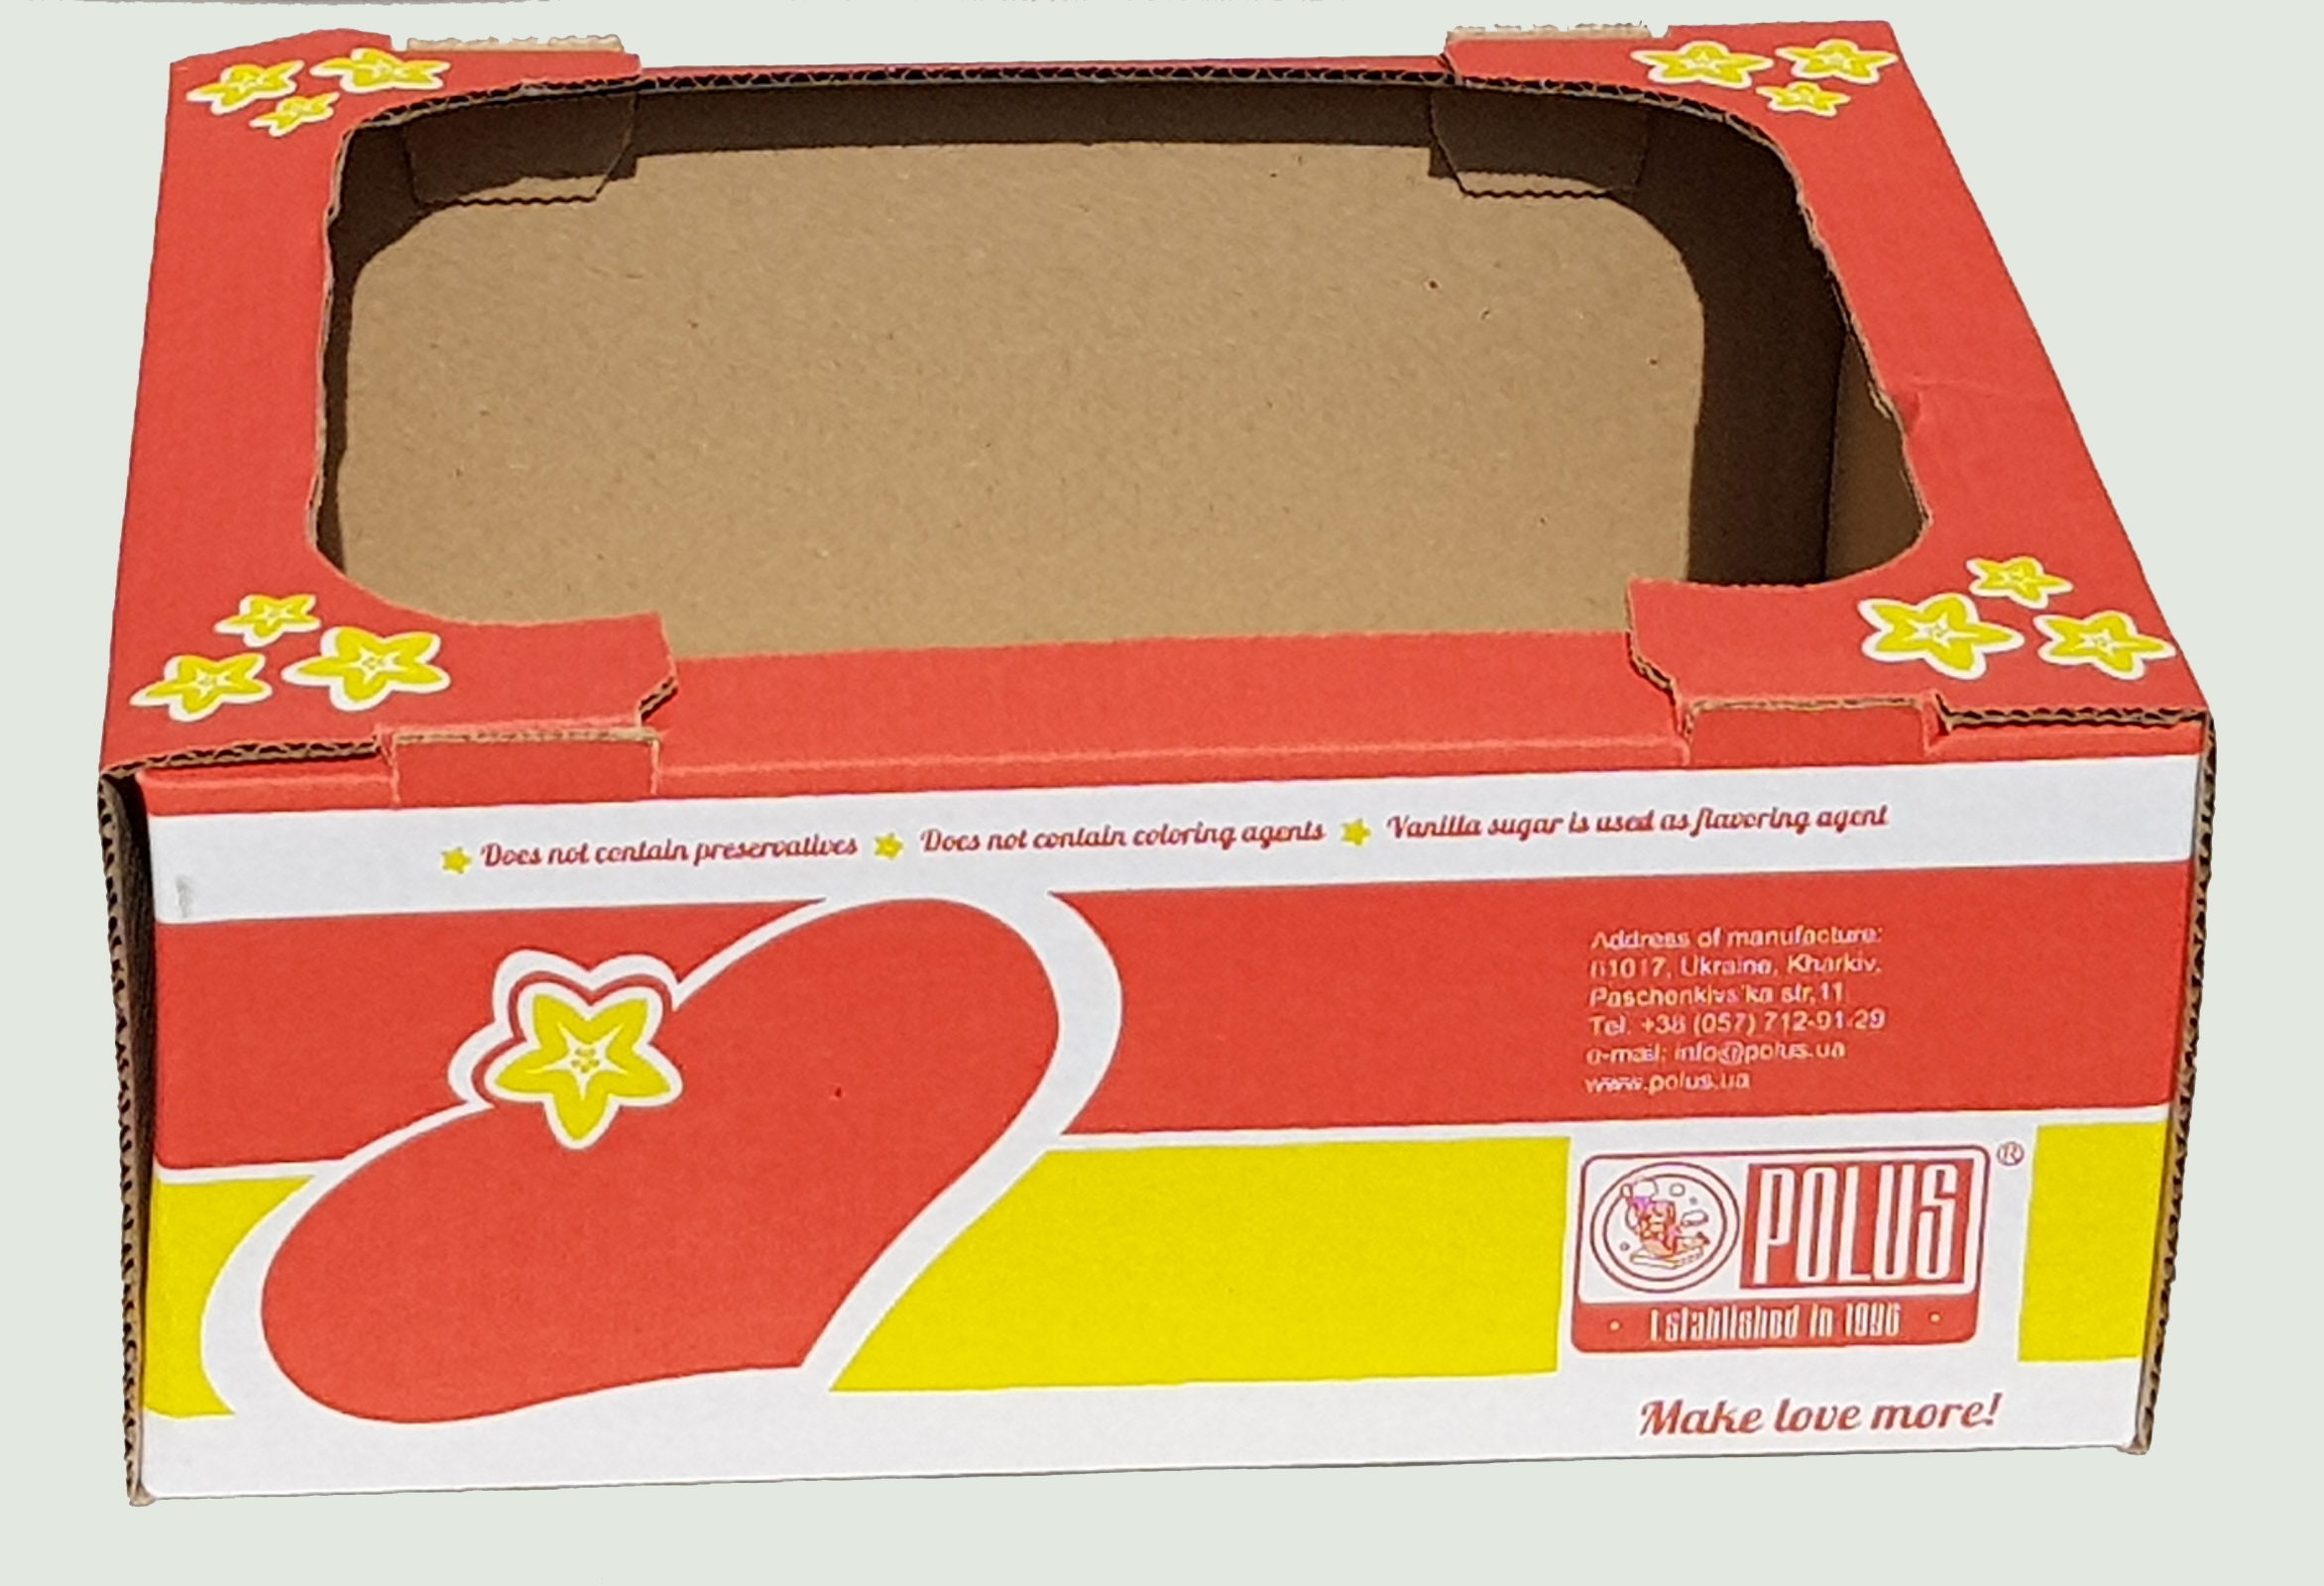 Does not contain preservatives Does not contain coloring agents Vanilla sugar is used as flavoring agent
Address of manufacture:
61017, Ukraine, Kharkiv,
Paschenkivs'ka str,11
Tel. +38 (057) 712-91-29
e-mail: info@polus.ua
www.polus.ua
POLUS ®
Established in 1996
Make love more!